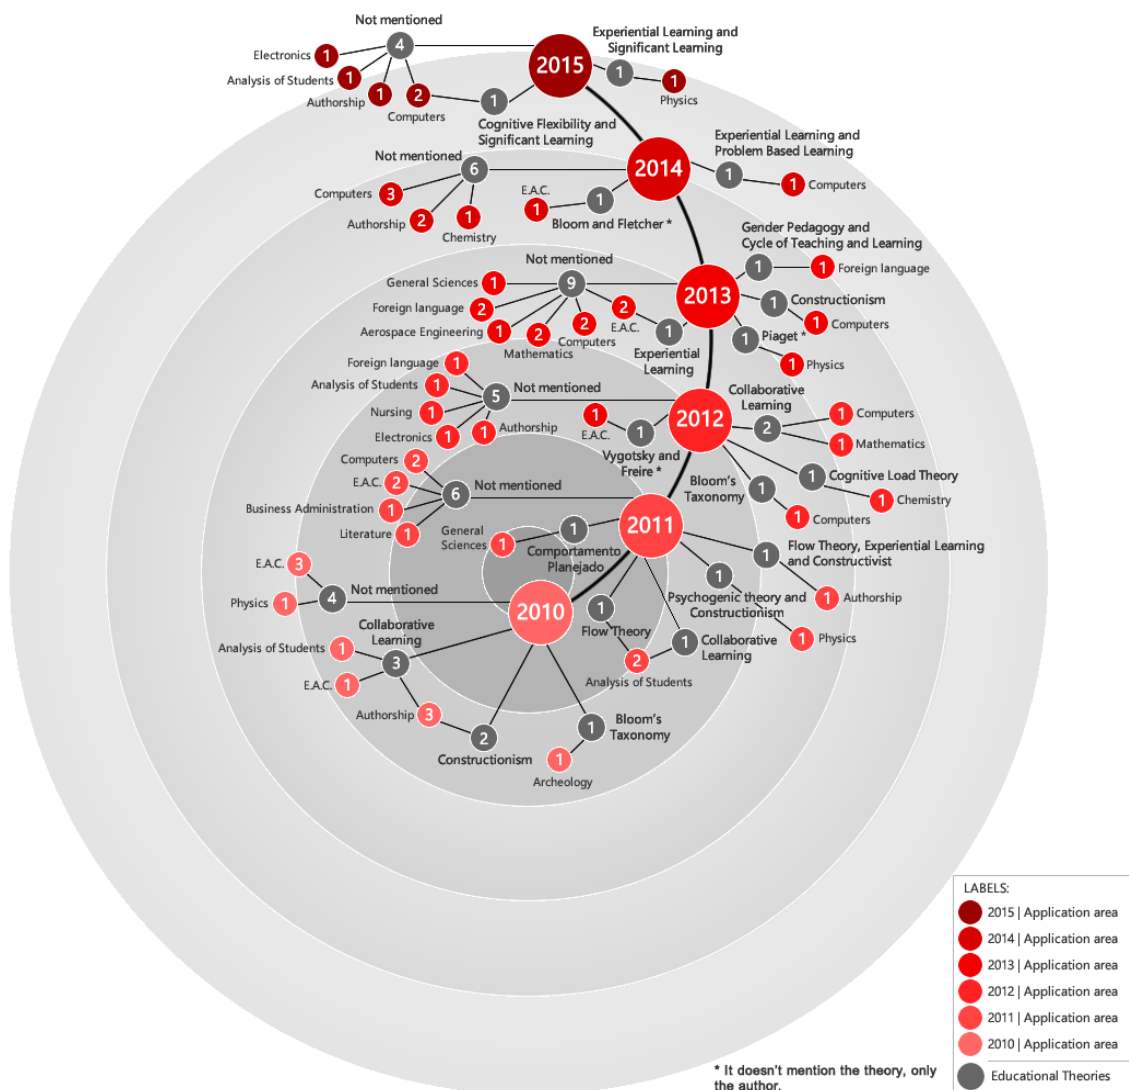 Not mentioned
4
Electronics
1
Analysis of Students
1
Authorship
1
2
Computers
1
Cognitive Flexibility and
Significant Learning
2015
Experiential Learning and
Significant Learning
1
1
Physics
Not mentioned
6
Computers
3
Authorship
2
1
Chemistry
E.A.C.
1
1
Bloom and Fletcher *
2014
Experiential Learning and
Problem Based Learning
1
1
Computers
Not mentioned
9
General Sciences
1
Foreign language
2
Aerospace Engineering
1
2
Mathematics
2
Computers
2
E.A.C.
1
Experiential
Learning
2013
Gender Pedagogy and
Cycle of Teaching and Learning
1
1
Foreign language
1
Constructionism
1
Computers
1
Piaget *
1
Physics
Foreign language
1
Analysis of Students
1
Nursing
1
Electronics
1
1
Authorship
5
Not mentioned
1
E.A.C.
1
Vygotsky and
Freire *
2012
Collaborative
Learning
2
1
Computers
1
Mathematics
1
Cognitive Load Theory
1
Chemistry
Bloom's
Taxonomy
1
1
Computers
Computers
2
E.A.C.
2
Business Administration
1
Literature
1
6
Not mentioned
General
Sciences
1
1
Comportamento
Planejado
2011
1
Flow Theory, Experiential Learning
and Constructivist
1
Authorship
1
Psychogenic theory and
Constructionism
1
Physics
1
Flow Theory
1
Collaborative
Learning
2
Analysis of Students
E.A.C.
3
Physics
1
4
Not mentioned
2010
Collaborative
Learning
3
Analysis of Students
1
E.A.C.
1
Authorship
3
2
Constructionism
1
Bloom's
Taxonomy
1
Archeology
LABELS:
2015 | Application area
2014 | Application area
2013 | Application area
2012 | Application area
2011 | Application area
2010 | Application area
Educational Theories
* It doesn't mention the theory, only
the author.